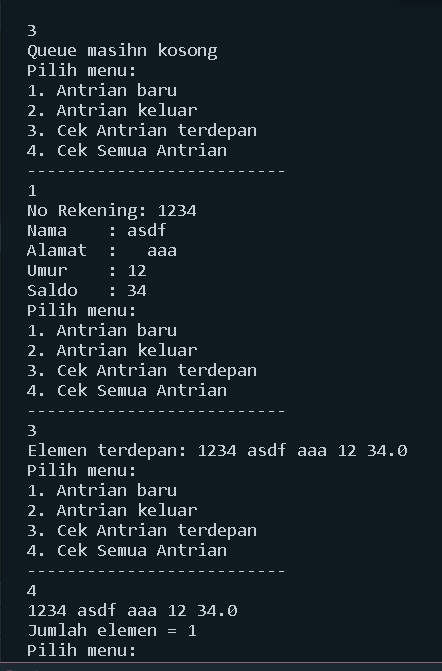 3
Queue masihn kosong
Pilih menu:
1. Antrian baru
2. Antrian keluar
3. Cek Antrian terdepan
4. Cek Semua Antrian
--------------------------
1
No Rekening: 1234
Nama    : asdf
Alamat  :   aaa
Umur    : 12
Saldo   : 34
Pilih menu:
1. Antrian baru
2. Antrian keluar
3. Cek Antrian terdepan
4. Cek Semua Antrian
--------------------------
3
Elemen terdepan: 1234 asdf aaa 12 34.0
Pilih menu:
1. Antrian baru
2. Antrian keluar
3. Cek Antrian terdepan
4. Cek Semua Antrian
--------------------------
4
1234 asdf aaa 12 34.0
Jumlah elemen = 1
Pilih menu: